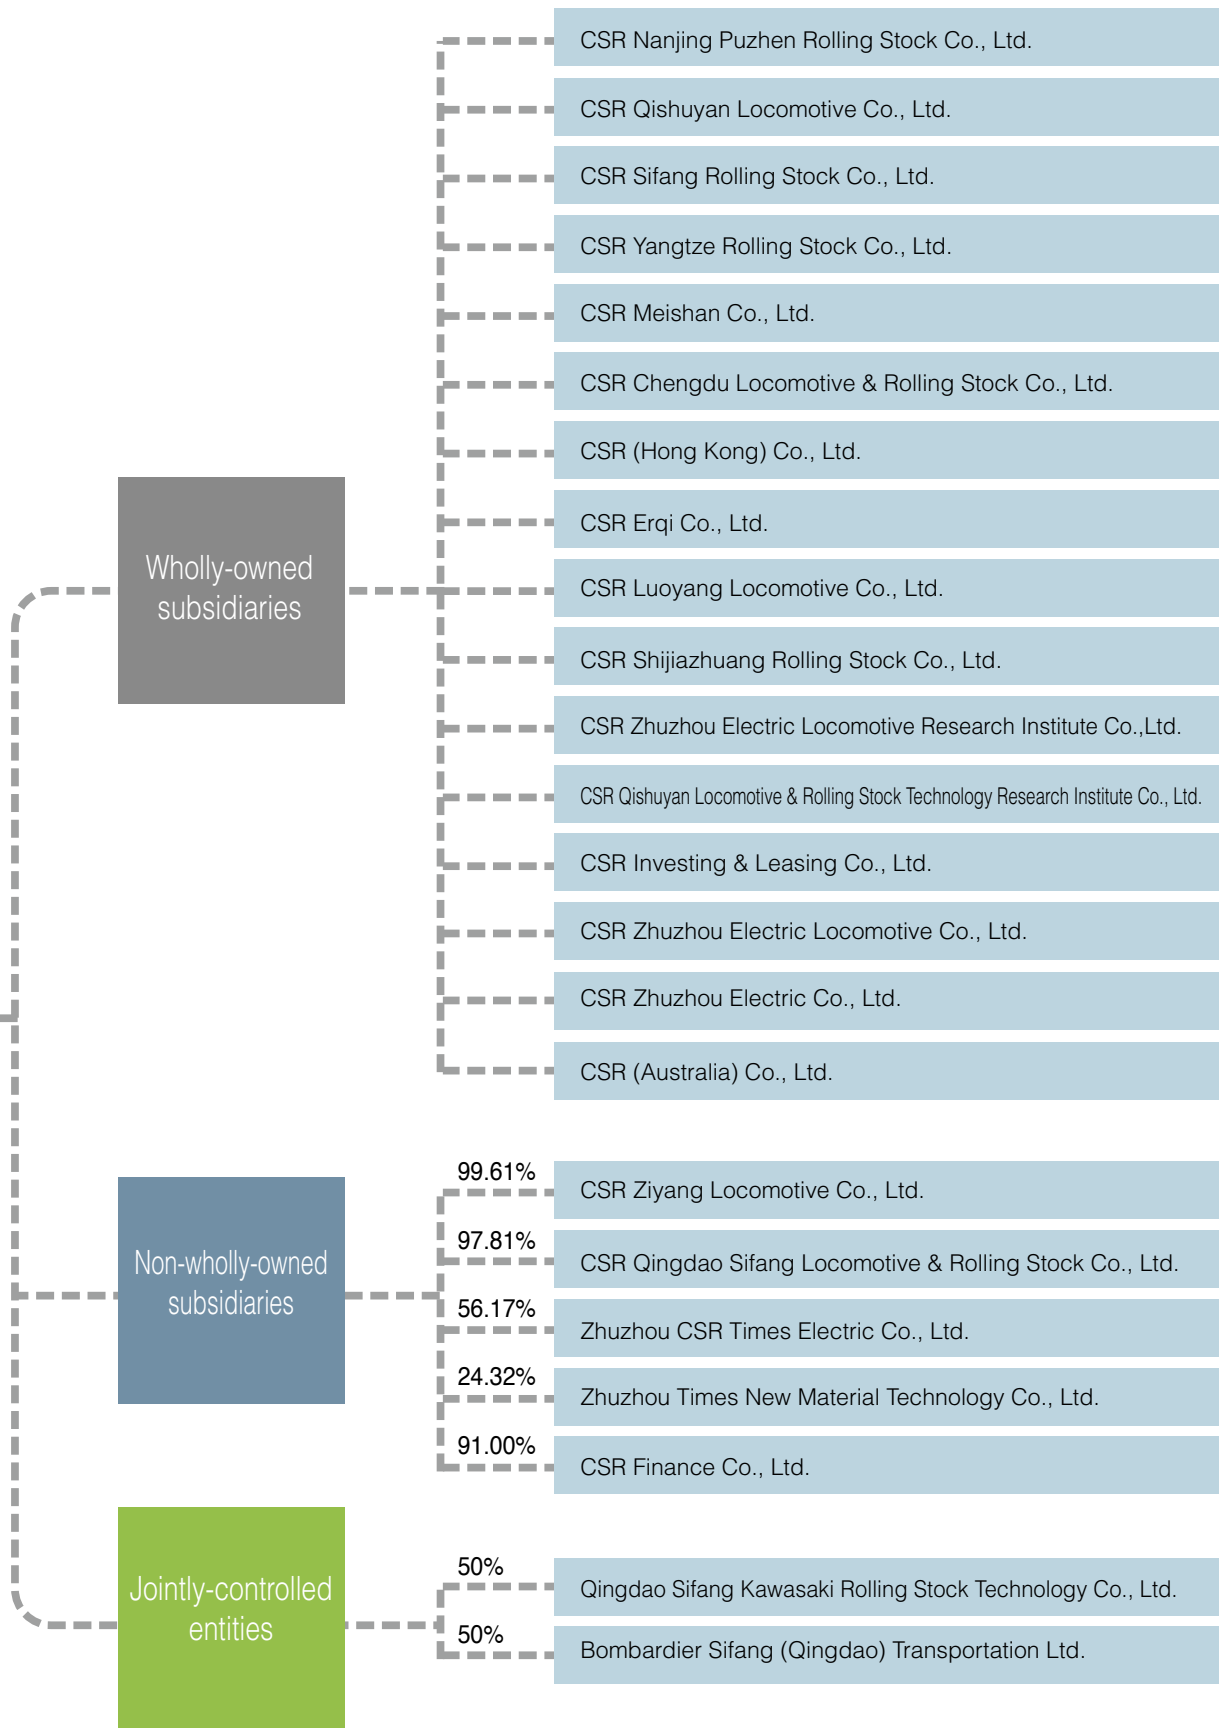 CSR Nanjing Puzhen Rolling Stock Co., Ltd.
CSR Qishuyan Locomotive Co., Ltd.
CSR Sifang Rolling Stock Co., Ltd.
CSR Yangtze Rolling Stock Co., Ltd.
CSR Meishan Co., Ltd.
CSR Chengdu Locomotive & Rolling Stock Co., Ltd.
CSR (Hong Kong) Co., Ltd.
CSR Erqi Co., Ltd.
Wholly-owned
subsidiaries
CSR Luoyang Locomotive Co., Ltd.
CSR Shijiazhuang Rolling Stock Co., Ltd.
CSR Zhuzhou Electric Locomotive Research Institute Co.,Ltd.
CSR Qishuyan Locomotive & Rolling Stock Technology Research Institute Co., Ltd.
CSR Investing & Leasing Co., Ltd.
CSR Zhuzhou Electric Locomotive Co., Ltd.
CSR Zhuzhou Electric Co., Ltd.
CSR (Australia) Co., Ltd.
Non-wholly-owned
subsidiaries
99.61%
CSR Ziyang Locomotive Co., Ltd.
97.81%
CSR Qingdao Sifang Locomotive & Rolling Stock Co., Ltd.
56.17%
Zhuzhou CSR Times Electric Co., Ltd.
24.32%
Zhuzhou Times New Material Technology Co., Ltd.
91.00%
CSR Finance Co., Ltd.
Jointly-controlled
entities
50%
Qingdao Sifang Kawasaki Rolling Stock Technology Co., Ltd.
50%
Bombardier Sifang (Qingdao) Transportation Ltd.